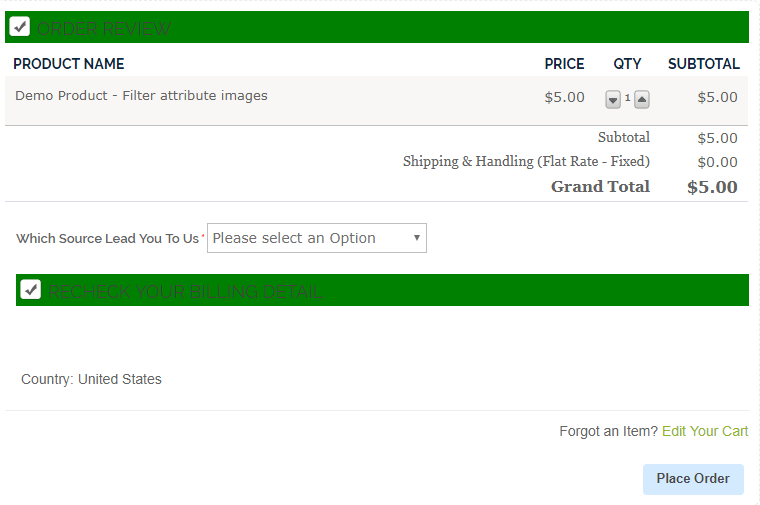 ORDER REVIEW
PRODUCT NAME PRICE QTY SUBTOTAL
Demo Product - Filter attribute images $5.00 1 $5.00
Subtotal $5.00
Shipping & Handling (Flat Rate - Fixed) $0.00
Grand Total $5.00
Which Source Lead You To Us* Please select an Option
RECHECK YOUR BILLING DETAIL
Country: United States
Forgot an Item? Edit Your Cart
Place Order